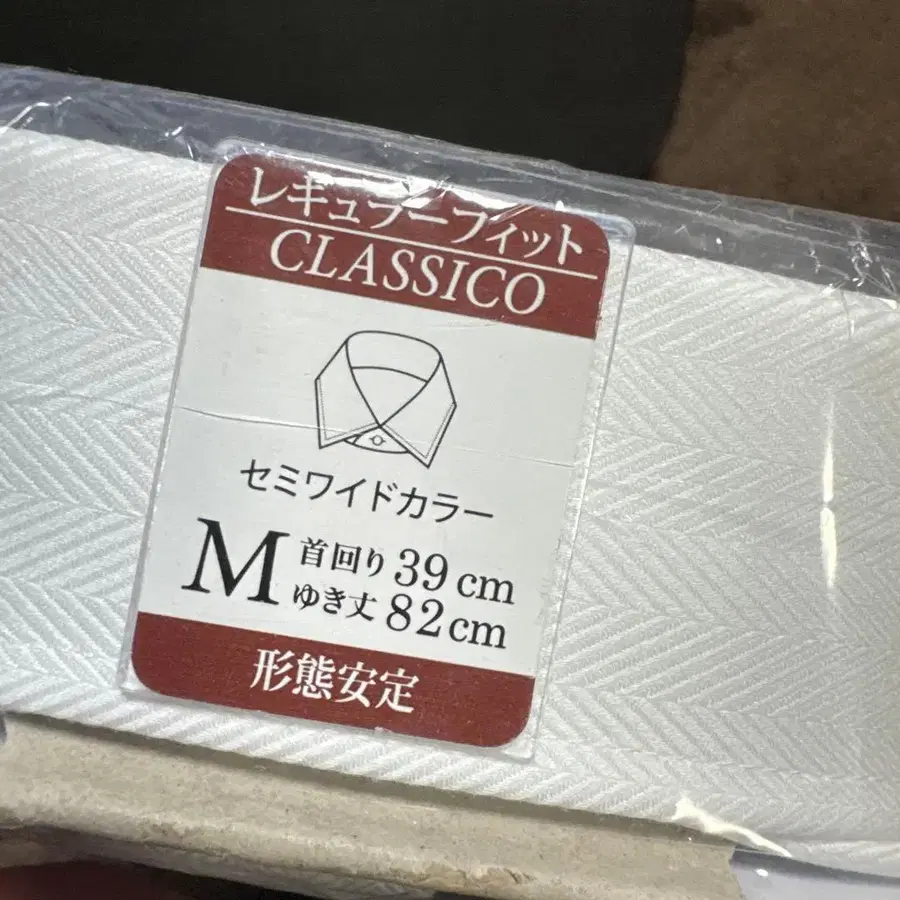 レギュラーフィット
CLASSICO
セミワイドカラー
M
首回り 39 cm
ゆき丈 82 cm
形態安定